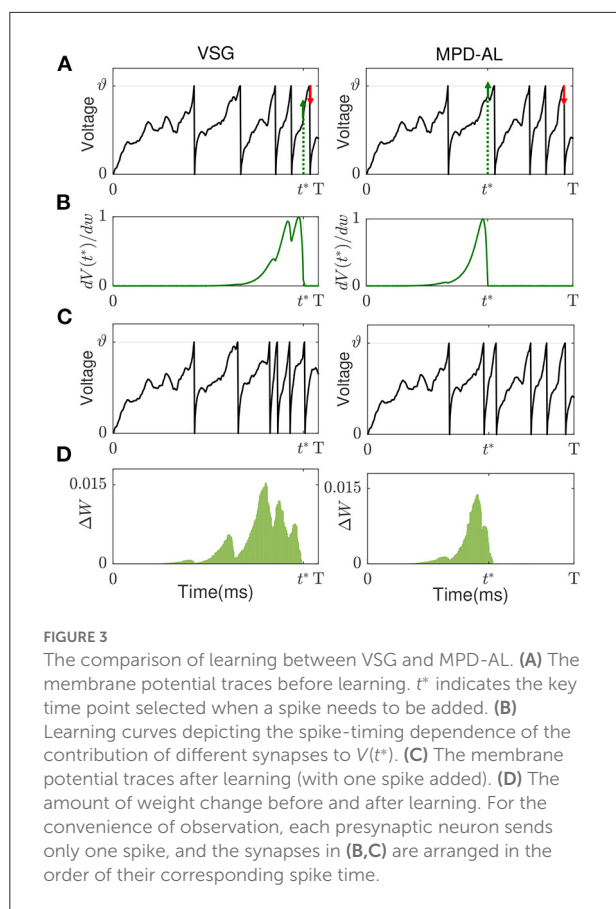 VSG MPD-AL
A
Voltage
ϑ
0
0 t* T
Voltage
ϑ
0
0 t* T
B
dV(t*)/dw
1
0
0 t* T
dV(t*)/dw
1
0
0 t* T
C
Voltage
ϑ
0
0 t* T
Voltage
ϑ
0
0 t* T
D
ΔW
0.015
0
0 t* T
Time(ms)
ΔW
0.015
0
0 t* T
Time(ms)
FIGURE 3
The comparison of learning between VSG and MPD-AL. (A) The
membrane potential traces before learning. t* indicates the key
time point selected when a spike needs to be added. (B)
Learning curves depicting the spike-timing dependence of the
contribution of different synapses to V(t*). (C) The membrane
potential traces after learning (with one spike added). (D) The
amount of weight change before and after learning. For the
convenience of observation, each presynaptic neuron sends
only one spike, and the synapses in (B,C) are arranged in the
order of their corresponding spike time.